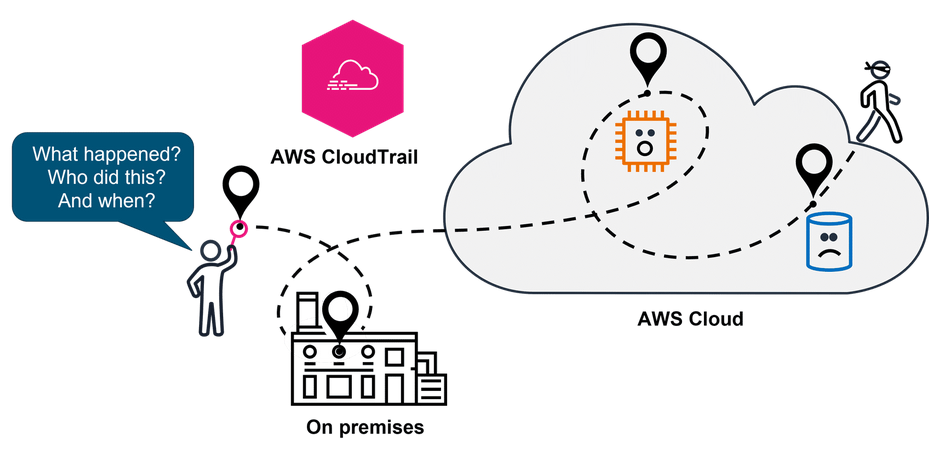 AWS CloudTrail
What happened?
Who did this?
And when?
AWS Cloud
On premises